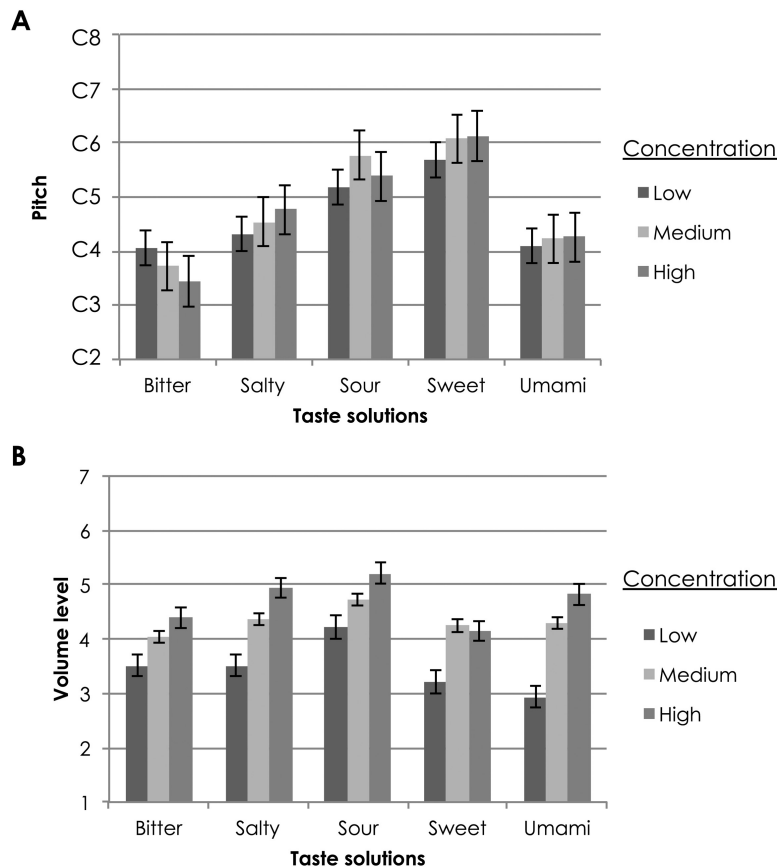 A
C8
C7
C6
C5
C4
C3
C2
Pitch
Bitter Salty Sour Sweet Umami
Taste solutions
Concentration
Low
Medium
High
B
7
6
5
4
3
2
1
Volume level
Bitter Salty Sour Sweet Umami
Taste solutions
Concentration
Low
Medium
High